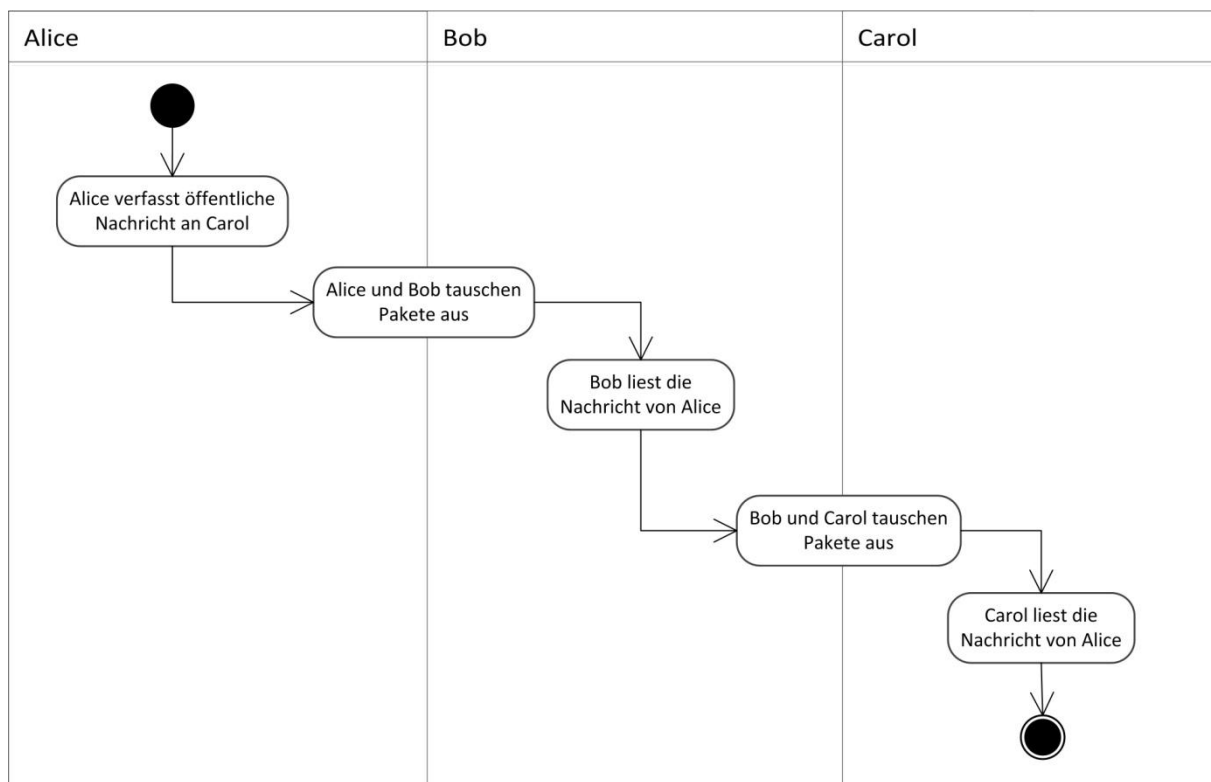 Alice
Bob
Carol
Alice verfasst öffentliche
Nachricht an Carol
Alice und Bob tauschen
Pakete aus
Bob liest die
Nachricht von Alice
Bob und Carol tauschen
Pakete aus
Carol liest die
Nachricht von Alice